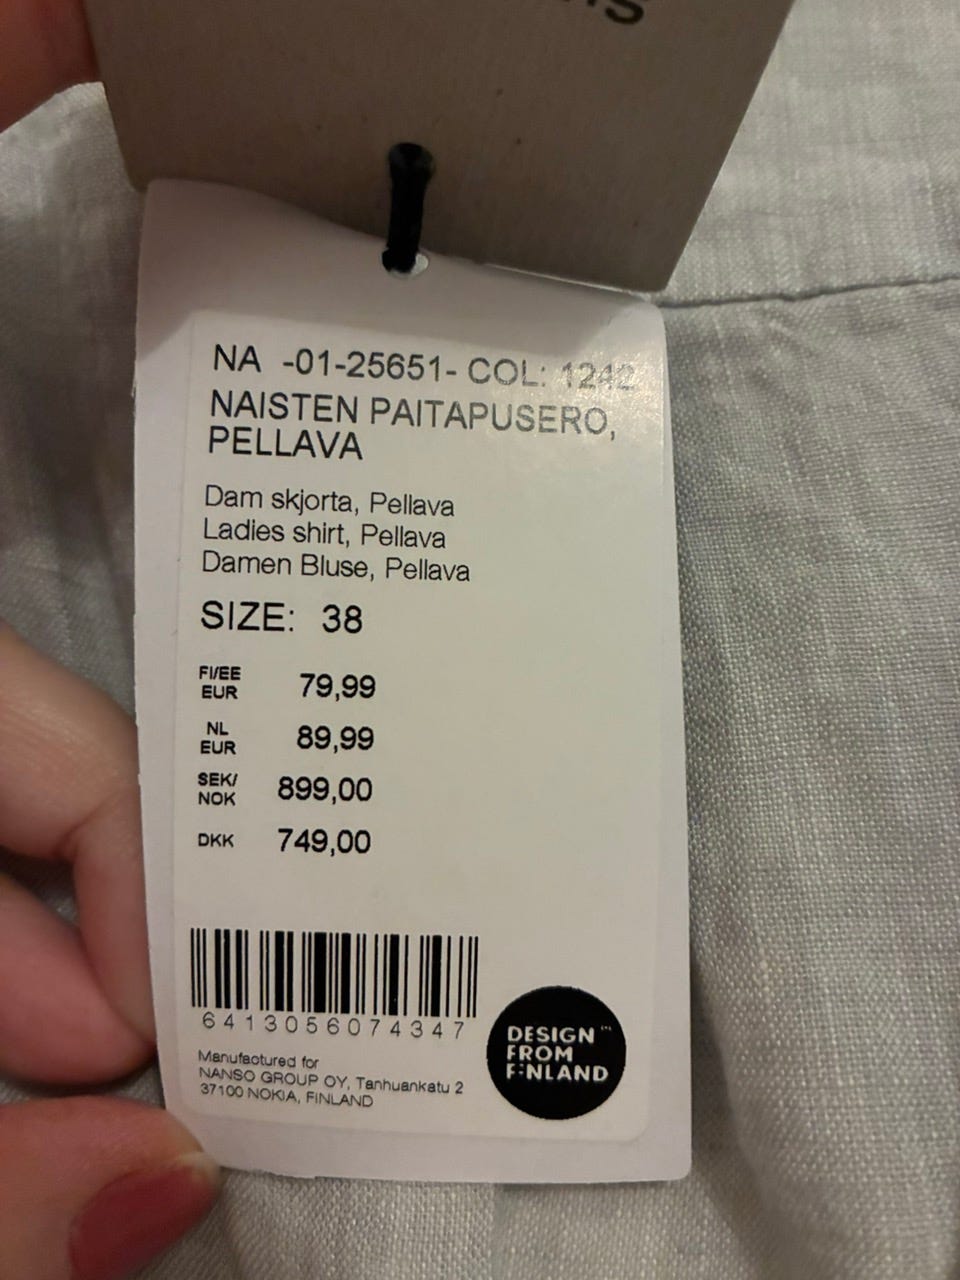 NA -01-25651- COL: 1242
NAISTEN PAITAPUSERO,
PELLAVA
Dam skjorta, Pellava
Ladies shirt, Pellava
Damen Bluse, Pellava
SIZE: 38
FI/EE
EUR 79,99
NL
EUR 89,99
SEK/
NOK 899,00
DKK 749,00
6413056074347
Manufactured for
NANSO GROUP OY, Tanhuankatu 2
37100 NOKIA, FINLAND
DESIGN ™
FROM
FINLAND